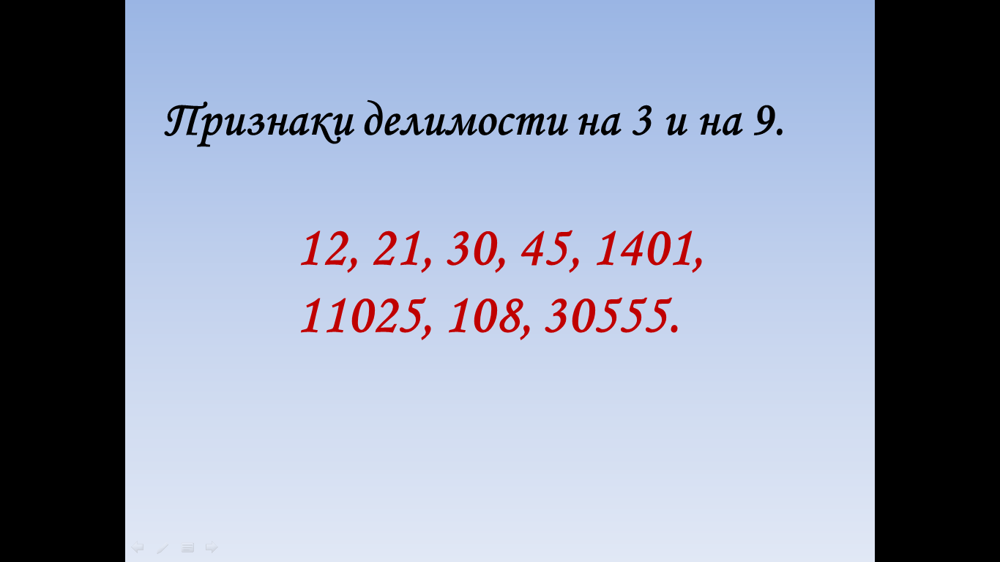 Признаки делимости на 3 и на 9.
12, 21, 30, 45, 1401,
11025, 108, 30555.